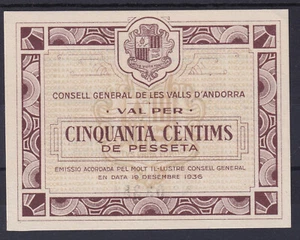 CONSELL GENERAL DE LES VALLS D'ANDORRA
· VAL PER ·
CINQUANTA CÈNTIMS
DE PESSETA
EMISSIO ACORDADA PEL MOLT IL·LUSTRE CONSELL GENERAL
EN DATA 19 DESEMBRE 1936